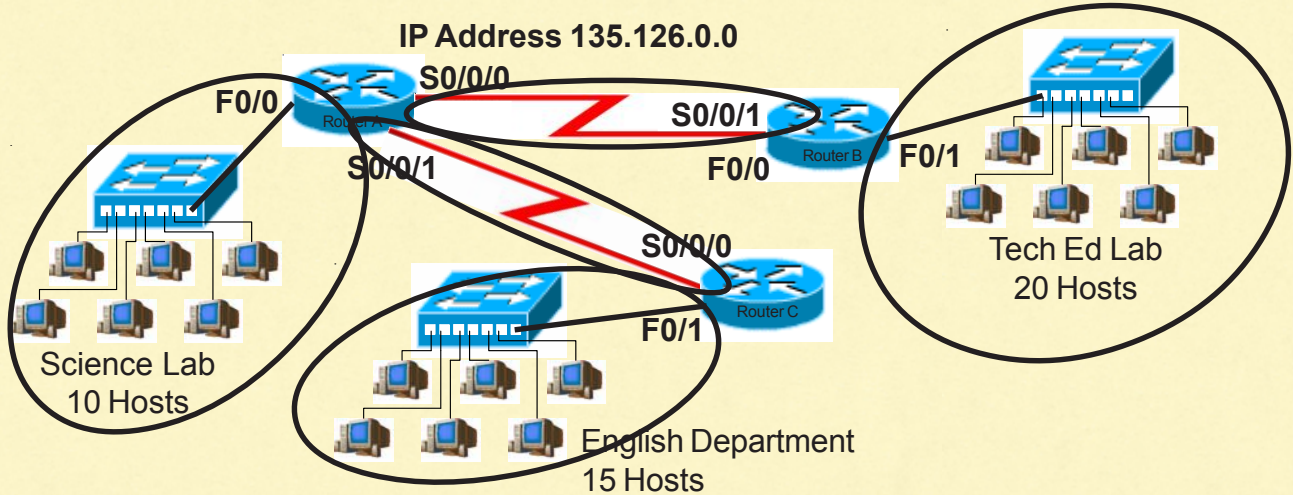 IP Address 135.126.0.0
S0/0/0
F0/0
Router A
S0/0/1
S0/0/1
Router B
F0/0
F0/1
Tech Ed Lab
20 Hosts
S0/0/0
Router C
F0/1
Science Lab
10 Hosts
English Department
15 Hosts